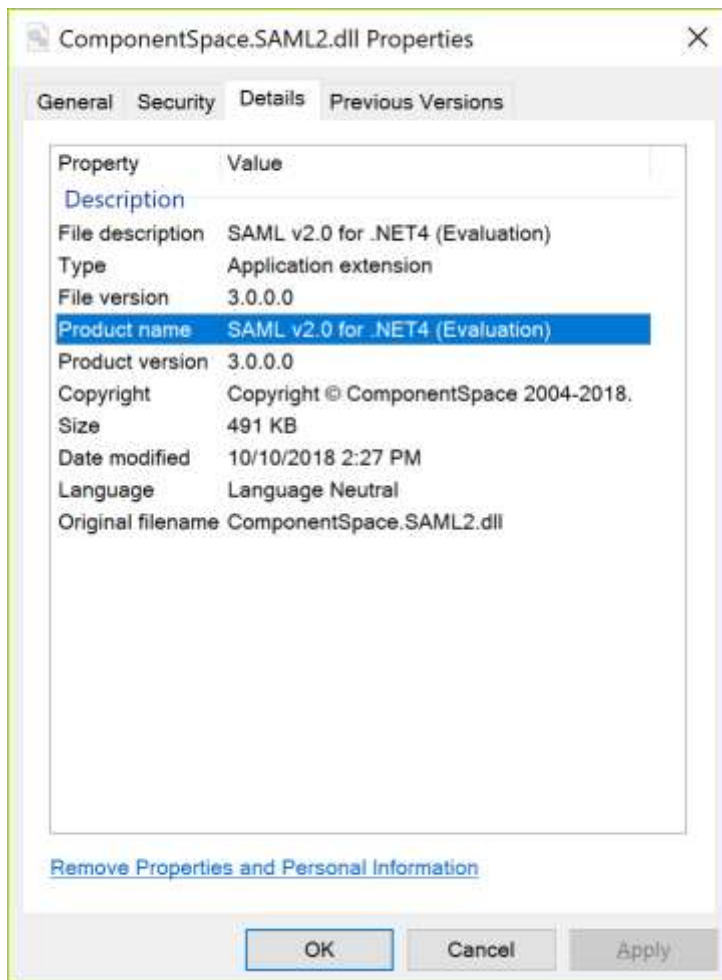 ComponentSpace.SAML2.dll Properties
General Security Details Previous Versions
Property Value
Description
File description SAML v2.0 for .NET4 (Evaluation)
Type Application extension
File version 3.0.0.0
Product name SAML v2.0 for .NET4 (Evaluation)
Product version 3.0.0.0
Copyright Copyright © ComponentSpace 2004-2018.
Size 491 KB
Date modified 10/10/2018 2:27 PM
Language Language Neutral
Original filename ComponentSpace.SAML2.dll
Remove Properties and Personal Information
OK Cancel Apply